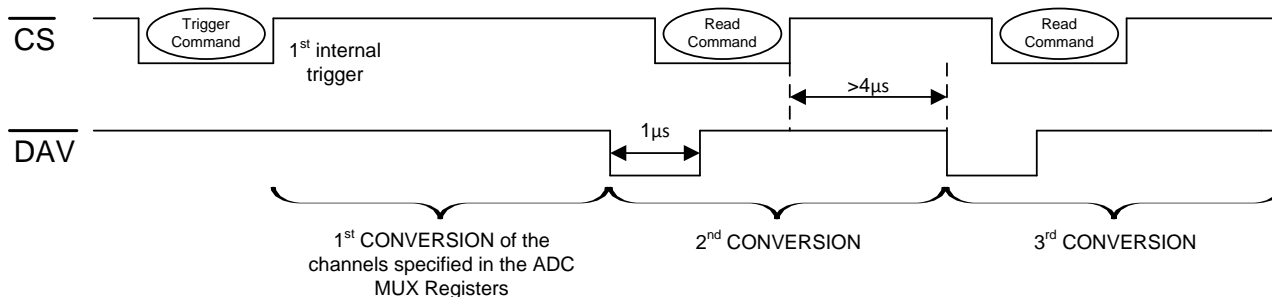 CS
Trigger
Command
1st internal
trigger
Read
Command
Read
Command
>4µs
DAV
1µs
1st CONVERSION of the
channels specified in the ADC
MUX Registers
2nd CONVERSION
3rd CONVERSION